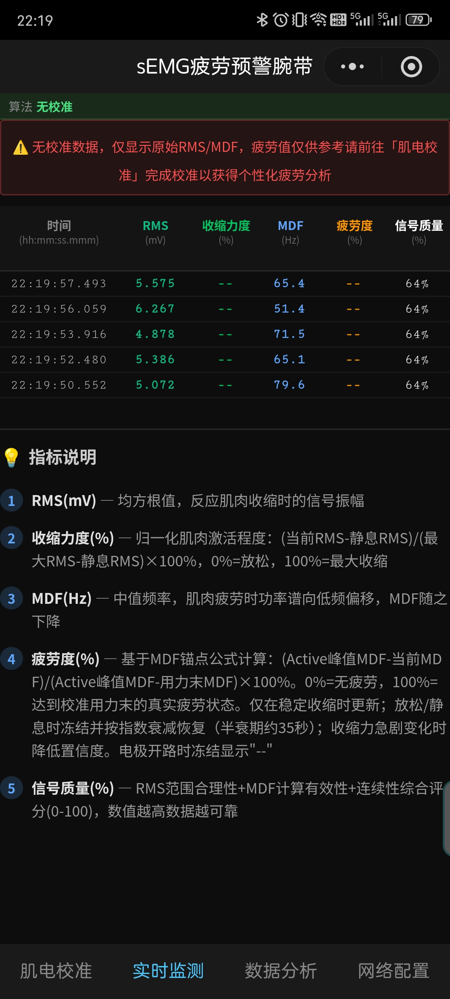 22:19
HD1 HD2 5G 5G 79
sEMG疲劳预警腕带
算法 无校准
⚠️ 无校准数据，仅显示原始RMS/MDF，疲劳值仅供参考请前往「肌电校
准」完成校准以获得个性化疲劳分析
时间 RMS 收缩力度 MDF 疲劳度 信号质量
(hh:mm:ss.mmm) (mV) (%) (Hz) (%) (%)
22:19:57.493 5.575 -- 65.4 -- 64%
22:19:56.059 6.267 -- 51.4 -- 64%
22:19:53.916 4.878 -- 71.5 -- 64%
22:19:52.480 5.386 -- 65.1 -- 64%
22:19:50.552 5.072 -- 79.6 -- 64%
💡 指标说明
1 RMS(mV) — 均方根值，反应肌肉收缩时的信号振幅
2 收缩力度(%) — 归一化肌肉激活程度：(当前RMS-静息RMS)/(最
大RMS-静息RMS)×100%，0%=放松，100%=最大收缩
3 MDF(Hz) — 中值频率，肌肉疲劳时功率谱向低频偏移，MDF随之
下降
4 疲劳度(%) — 基于MDF锚点公式计算：(Active峰值MDF-当前MD
F)/(Active峰值MDF-用力末MDF)×100%。0%=无疲劳，100%=
达到校准用力末的真实疲劳状态。仅在稳定收缩时更新；放松/静
息时冻结并按指数衰减恢复（半衰期约35秒）；收缩力急剧变化时
降低置信度。电极开路时冻结显示"--"
5 信号质量(%) — RMS范围合理性+MDF计算有效性+连续性综合评
分(0-100)，数值越高数据越可靠
肌电校准 实时监测 数据分析 网络配置